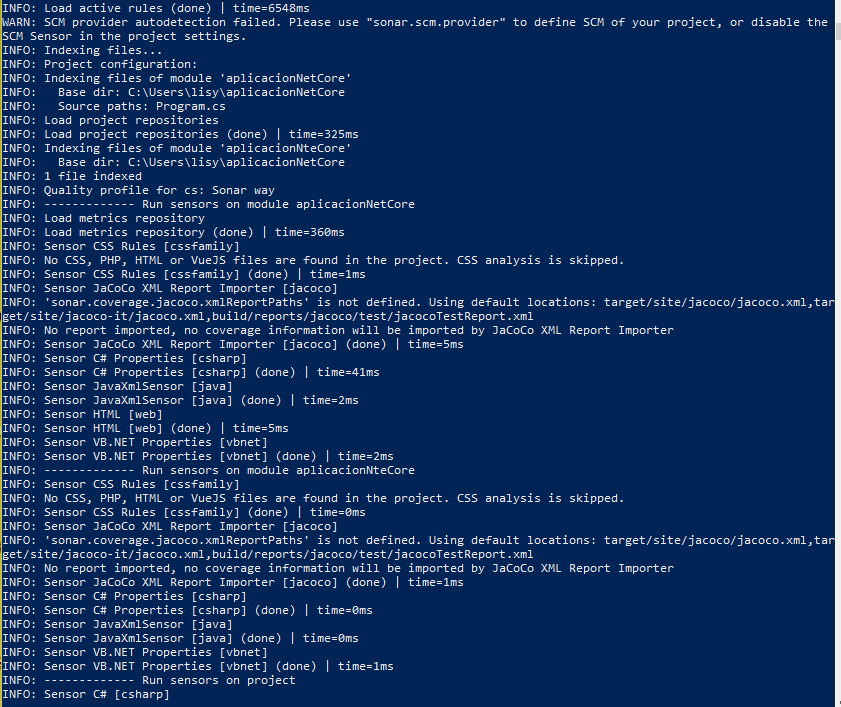 INFO: Load active rules (done) | time=6548ms
WARN: SCM provider autodetection failed. Please use "sonar.scm.provider" to define SCM of your project, or disable the
SCM Sensor in the project settings.
INFO: Indexing files...
INFO: Project configuration:
INFO: Indexing files of module 'aplicacionNetCore'
INFO:   Base dir: C:\Users\lisy\aplicacionNetCore
INFO:   Source paths: Program.cs
INFO: Load project repositories
INFO: Load project repositories (done) | time=325ms
INFO: Indexing files of module 'aplicacionNteCore'
INFO:   Base dir: C:\Users\lisy\aplicacionNetCore
INFO: 1 file indexed
INFO: Quality profile for cs: Sonar way
INFO: ------------- Run sensors on module aplicacionNetCore
INFO: Load metrics repository
INFO: Load metrics repository (done) | time=360ms
INFO: Sensor CSS Rules [cssfamily]
INFO: No CSS, PHP, HTML or VueJS files are found in the project. CSS analysis is skipped.
INFO: Sensor CSS Rules [cssfamily] (done) | time=1ms
INFO: Sensor JaCoCo XML Report Importer [jacoco]
INFO: 'sonar.coverage.jacoco.xmlReportPaths' is not defined. Using default locations: target/site/jacoco/jacoco.xml,tar
get/site/jacoco-it/jacoco.xml,build/reports/jacoco/test/jacocoTestReport.xml
INFO: No report imported, no coverage information will be imported by JaCoCo XML Report Importer
INFO: Sensor JaCoCo XML Report Importer [jacoco] (done) | time=5ms
INFO: Sensor C# Properties [csharp]
INFO: Sensor C# Properties [csharp] (done) | time=41ms
INFO: Sensor JavaXmlSensor [java]
INFO: Sensor JavaXmlSensor [java] (done) | time=2ms
INFO: Sensor HTML [web]
INFO: Sensor HTML [web] (done) | time=5ms
INFO: Sensor VB.NET Properties [vbnet]
INFO: Sensor VB.NET Properties [vbnet] (done) | time=2ms
INFO: ------------- Run sensors on module aplicacionNteCore
INFO: Sensor CSS Rules [cssfamily]
INFO: No CSS, PHP, HTML or VueJS files are found in the project. CSS analysis is skipped.
INFO: Sensor CSS Rules [cssfamily] (done) | time=0ms
INFO: Sensor JaCoCo XML Report Importer [jacoco]
INFO: 'sonar.coverage.jacoco.xmlReportPaths' is not defined. Using default locations: target/site/jacoco/jacoco.xml,tar
get/site/jacoco-it/jacoco.xml,build/reports/jacoco/test/jacocoTestReport.xml
INFO: No report imported, no coverage information will be imported by JaCoCo XML Report Importer
INFO: Sensor JaCoCo XML Report Importer [jacoco] (done) | time=1ms
INFO: Sensor C# Properties [csharp]
INFO: Sensor C# Properties [csharp] (done) | time=0ms
INFO: Sensor JavaXmlSensor [java]
INFO: Sensor JavaXmlSensor [java] (done) | time=0ms
INFO: Sensor VB.NET Properties [vbnet]
INFO: Sensor VB.NET Properties [vbnet] (done) | time=1ms
INFO: ------------- Run sensors on project
INFO: Sensor C# [csharp]